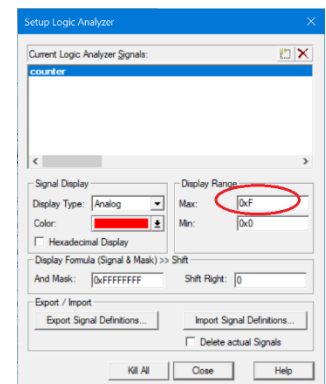 Setup Logic Analyzer
Current Logic Analyzer Signals:
counter
Signal Display
Display Range
Display Type: Analog
Max: 0xF
Color:
Min: 0x0
Hexadecimal Display
Display Formula (Signal & Mask) >> Shift
And Mask: 0xFFFFFFFF
Shift Right: 0
Export / Import
Export Signal Definitions...
Import Signal Definitions...
Delete actual Signals
Kill All
Close
Help